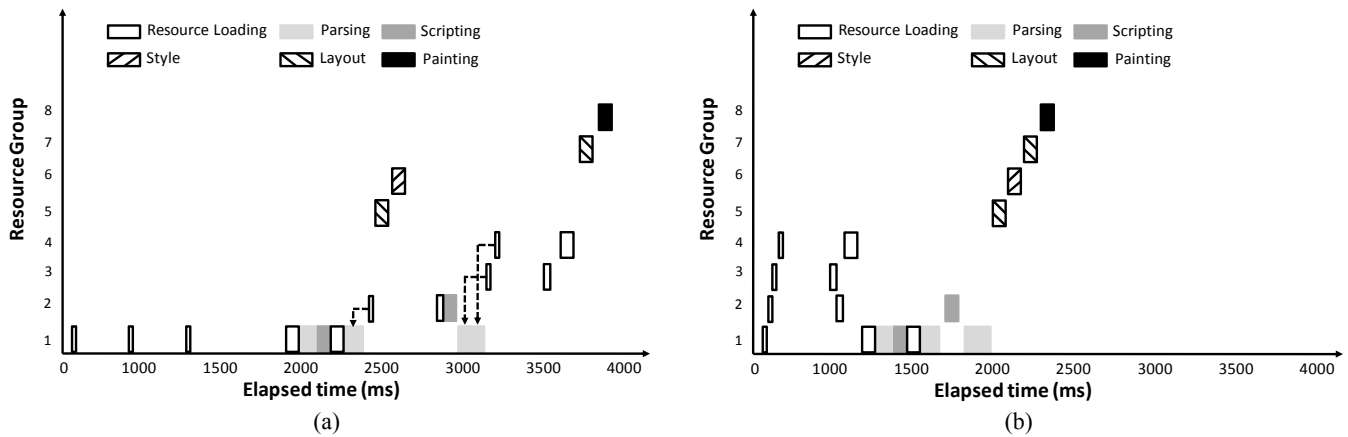 Resource Loading Parsing Scripting
Style Layout Painting
Resource Group
8
7
6
5
4
3
2
1
0 1000 1500 2000 2500 3000 3500 4000
Elapsed time (ms)
(a)
Resource Loading Parsing Scripting
Style Layout Painting
Resource Group
8
7
6
5
4
3
2
1
0 1000 1500 2000 2500 3000 3500 4000
Elapsed time (ms)
(b)